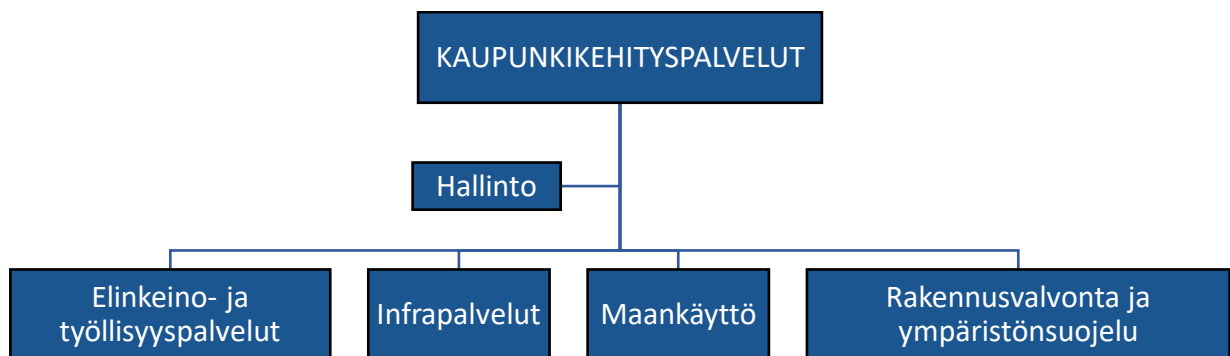 KAUPUNKIKEHITYSPALVELUT
Hallinto
Elinkeino- ja
työllisyyspalvelut
Infrapalvelut
Maankäyttö
Rakennusvalvonta ja
ympäristönsuojelu